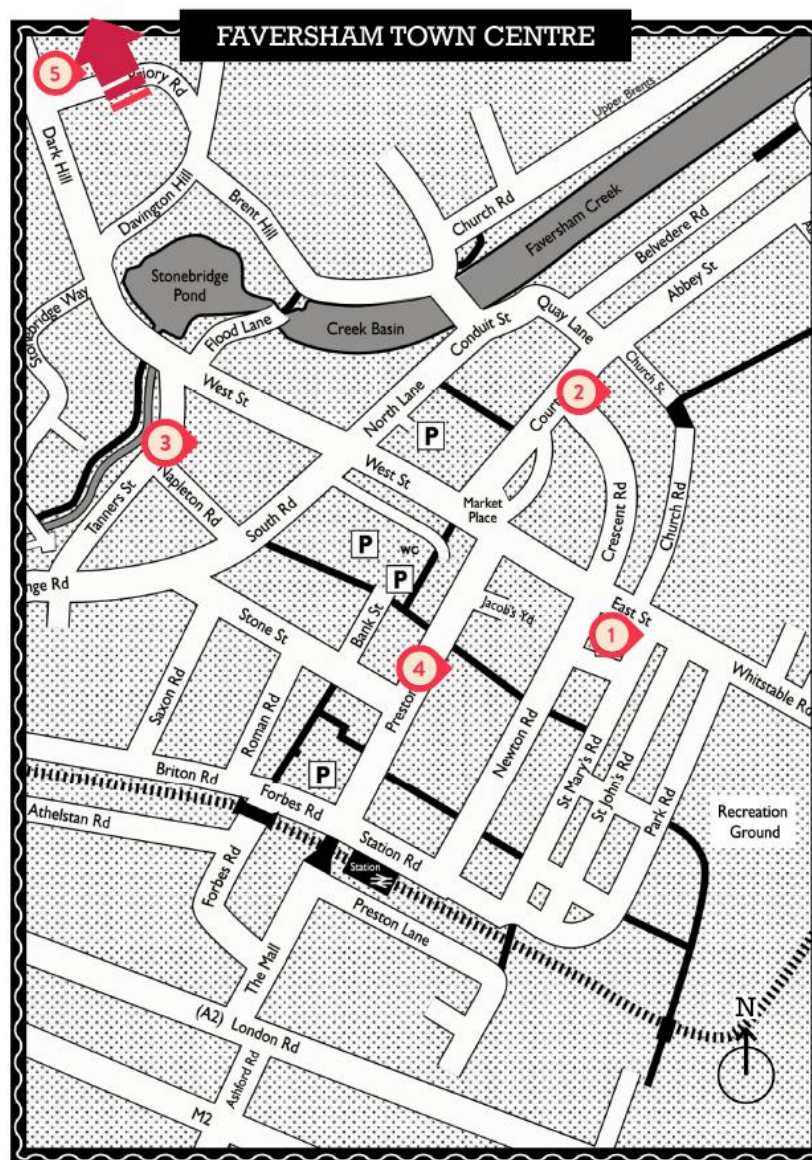 FAVERSHAM TOWN CENTRE
5
Priory Rd
Dark Hill
Davington Hill
Brent Hill
Upper Brents
Church Rd
Faversham Creek
Belvedere Rd
Abbey St
Stonebridge
Pond
Flood Lane
Creek Basin
Conduit St
Quay Lane
Church St
nebridge Way
Stor
West St
North Lane
P
Cour
2
3
Tanners St
Napleton Rd
South Rd
West St
Market
Place
Crescent Rd
Church Rd
nge Rd
P
WC
P
Bank St
Jacob's Yd
East St
1
Whitstable Rd
Stone St
4
Preston
Saxon Rd
Roman Rd
Newton Rd
St Mary's Rd
St John's Rd
Park Rd
Recreation
Ground
Briton Rd
P
Forbes Rd
Athelstan Rd
Station Rd
Station
Forbes Rd
Preston Lane
The Mall
(A2) London Rd
Ashford Rd
M2
N